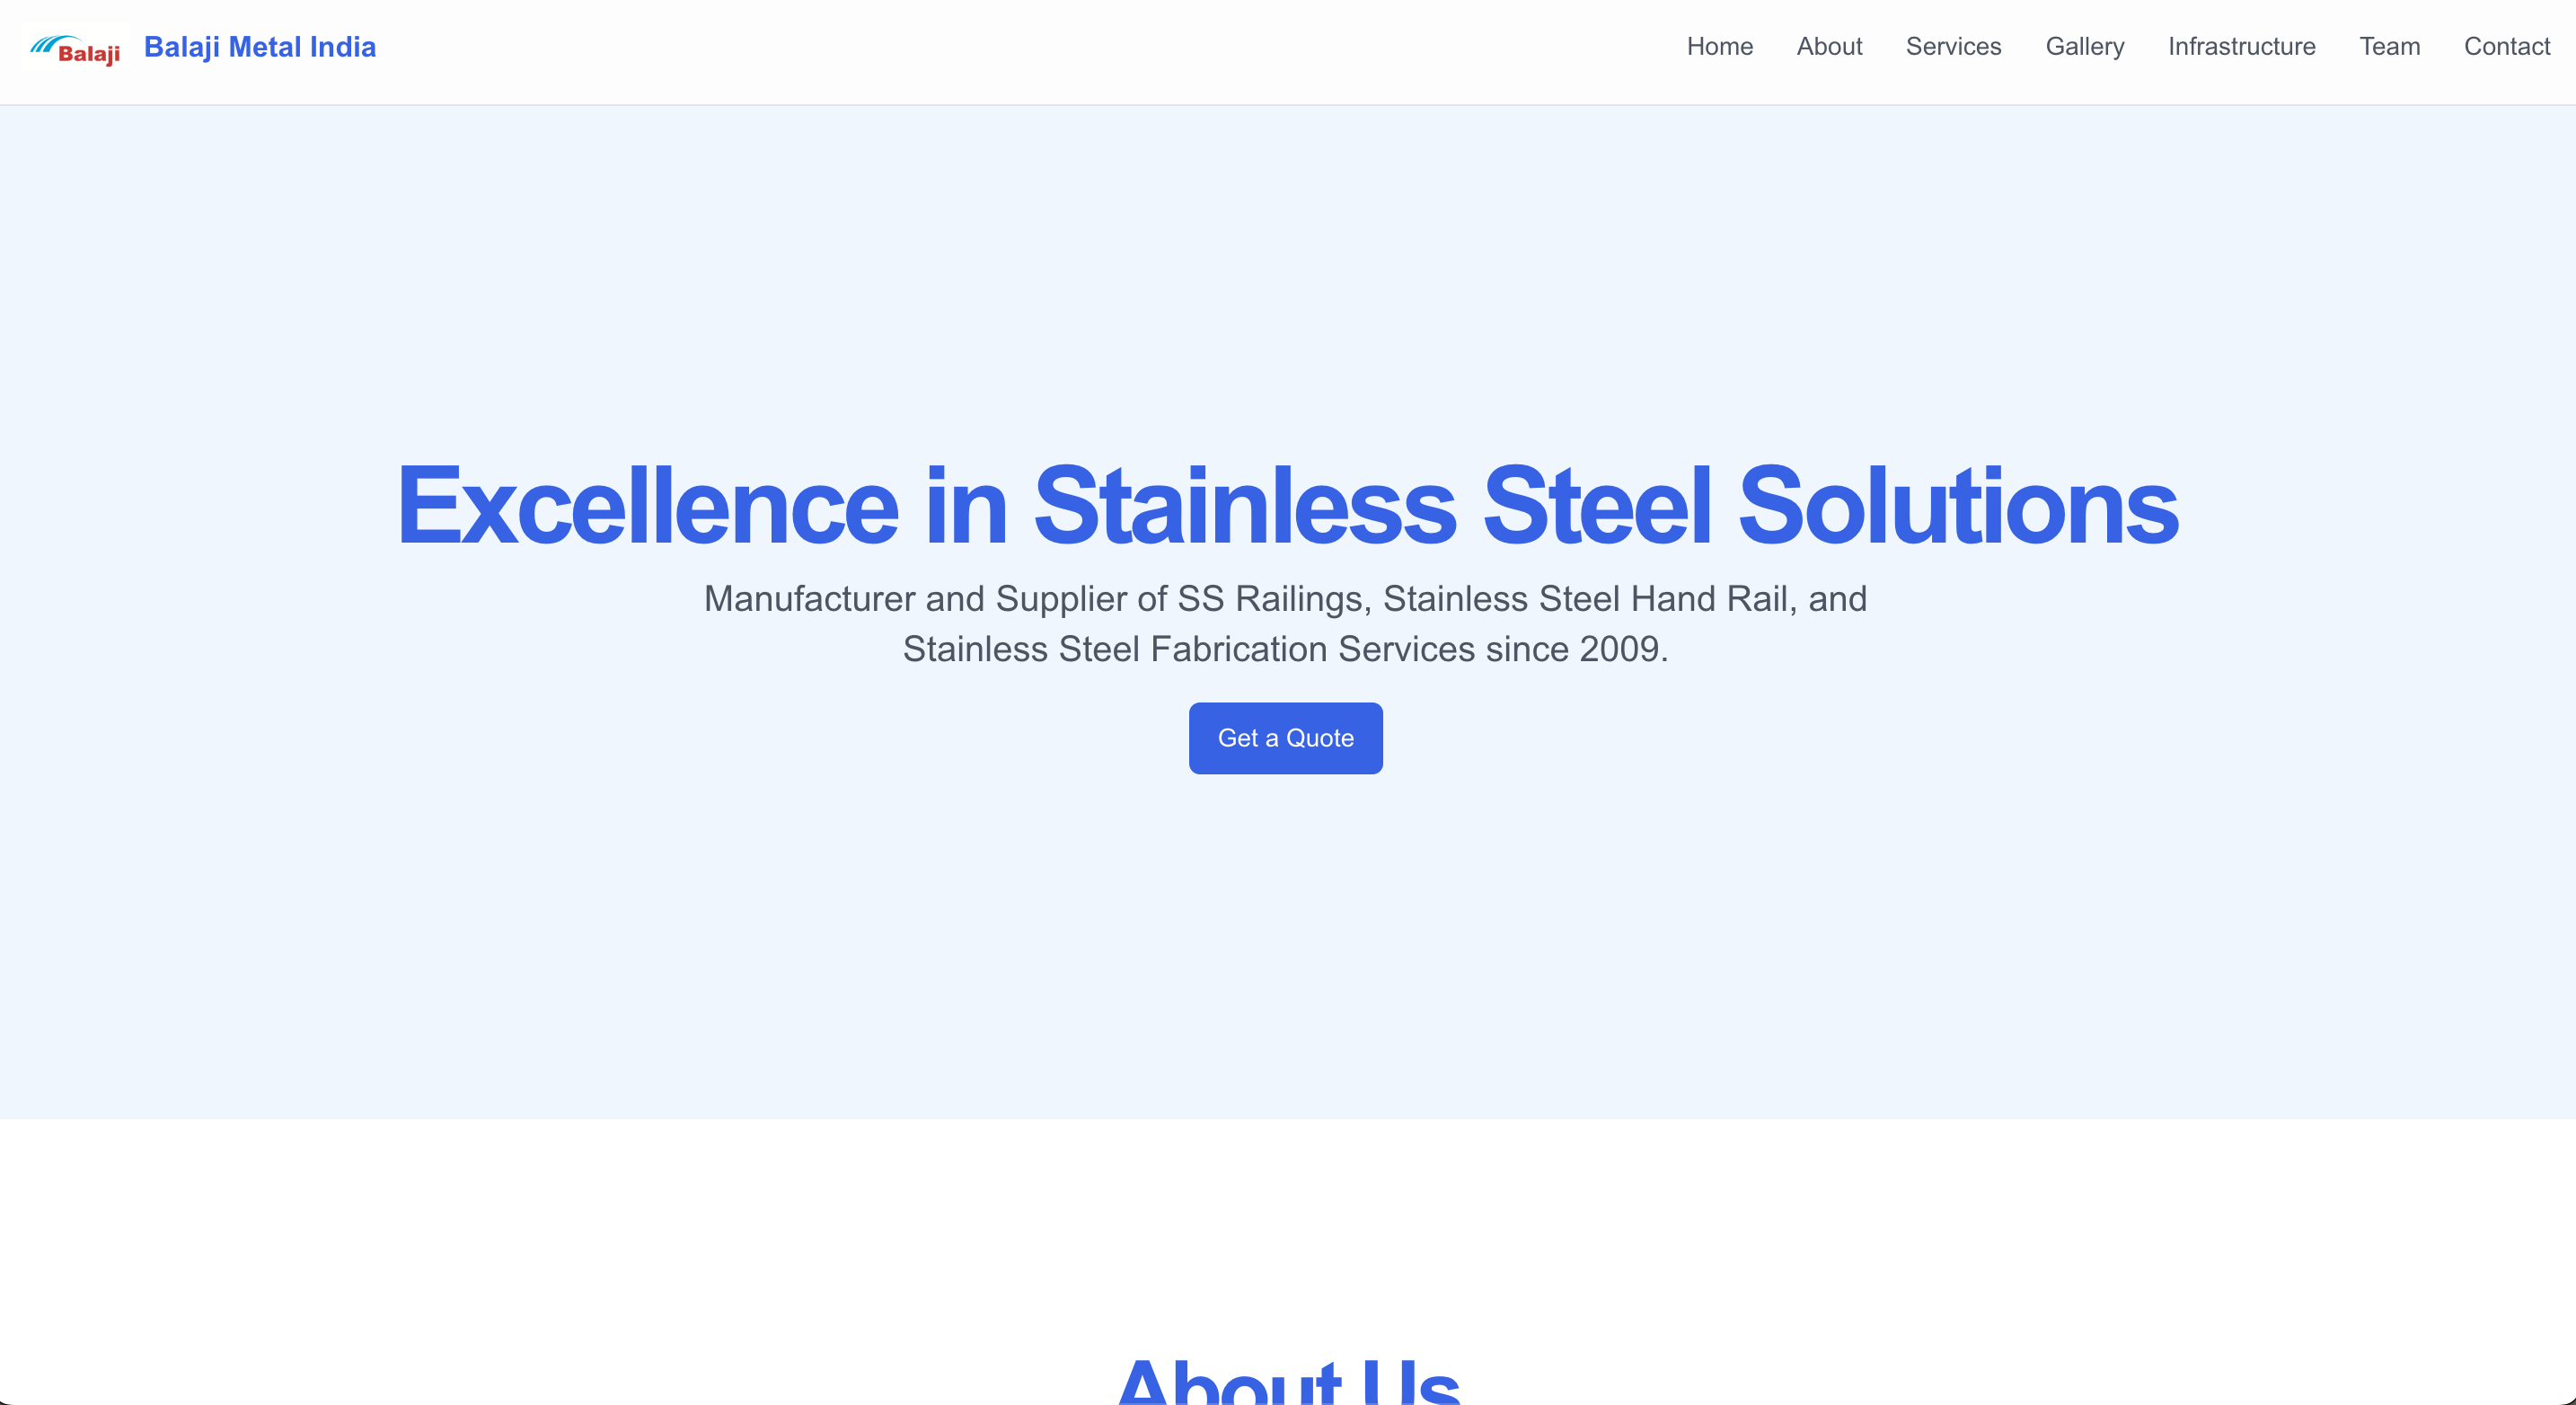 Balaji
Balaji Metal India
Home
About
Services
Gallery
Infrastructure
Team
Contact
Excellence in Stainless Steel Solutions
Manufacturer and Supplier of SS Railings, Stainless Steel Hand Rail, and
Stainless Steel Fabrication Services since 2009.
Get a Quote
About Us